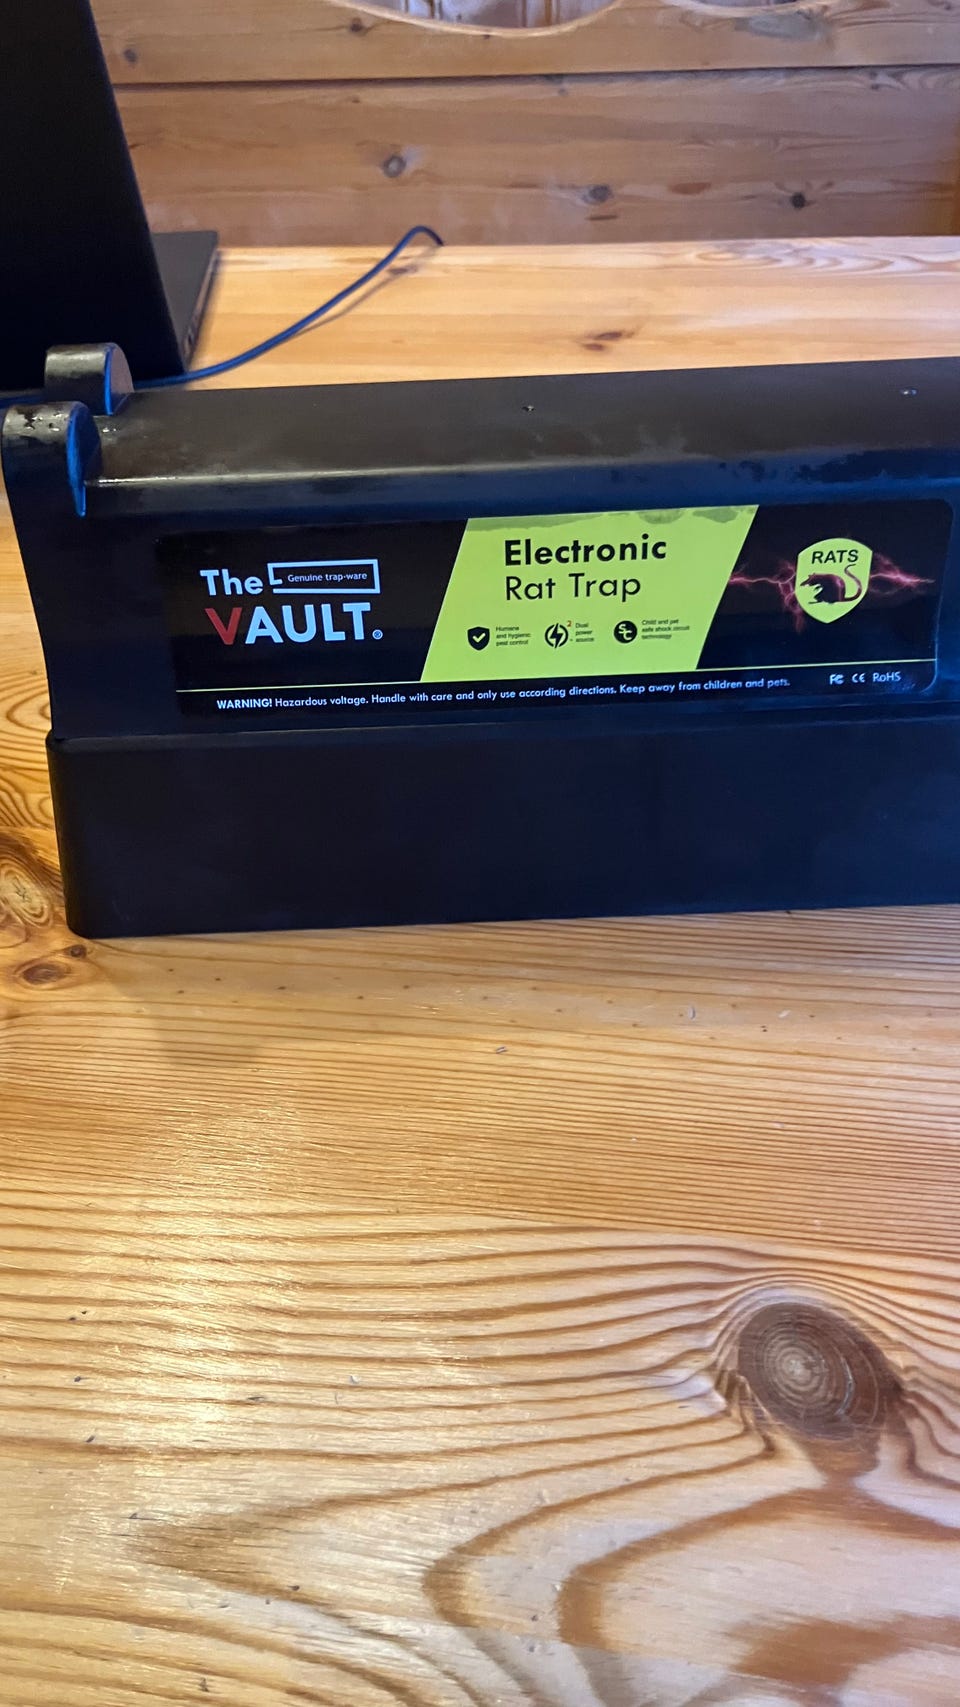 The
Genuine trap-ware
VAULT®
Electronic
Rat Trap
Humane
and hygienic
pest control
2
Dual
power
source
SC
Child and pet
safe shock circuit
technology
RATS
WARNING! Hazardous voltage. Handle with care and only use according directions. Keep away from children and pets.
FC CE RoHS